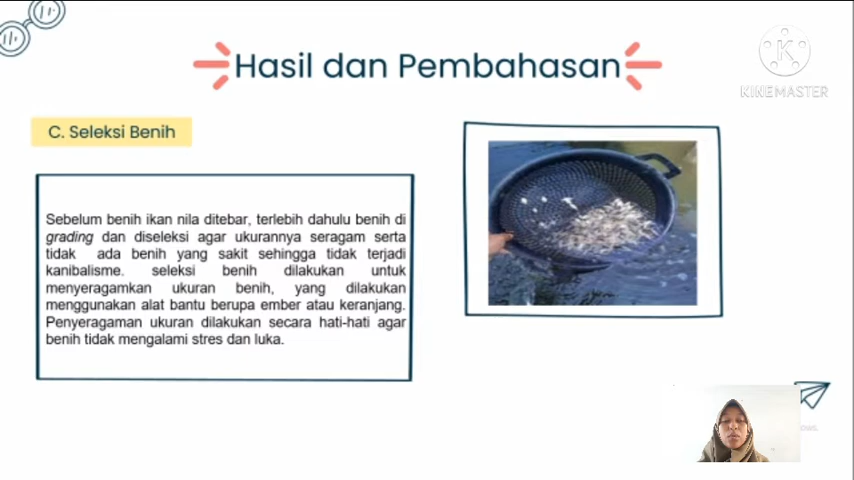 Hasil dan Pembahasan
K
KINEMASTER
C. Seleksi Benih
Sebelum benih ikan nila ditebar, terlebih dahulu benih di
grading dan diseleksi agar ukurannya seragam serta
tidak ada benih yang sakit sehingga tidak terjadi
kanibalisme. seleksi benih dilakukan untuk
menyeragamkan ukuran benih, yang dilakukan
menggunakan alat bantu berupa ember atau keranjang.
Penyeragaman ukuran dilakukan secara hati-hati agar
benih tidak mengalami stres dan luka.